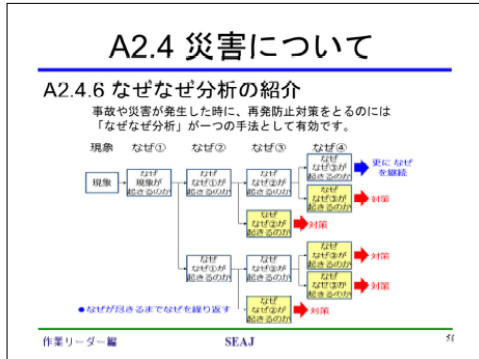 A2.4 災害について
A2.4.6 なぜなぜ分析の紹介
事故や災害が発生した時に、再発防止対策をとるのには
「なぜなぜ分析」が一つの手法として有効です。
現象 なぜ① なぜ② なぜ③ なぜ④
現象
なぜ
現象が
起きるのか
なぜ
なぜ①が
起きるのか
なぜ
なぜ②が
起きるのか
なぜ
なぜ③が
起きるのか
更に なぜ
を継続
なぜ
なぜ③が
起きるのか
対策
なぜ
なぜ②が
起きるのか
対策
なぜ
なぜ①が
起きるのか
なぜ
なぜ②が
起きるのか
なぜ
なぜ③が
起きるのか
対策
なぜ
なぜ③が
起きるのか
対策
なぜ
なぜ②が
起きるのか
対策
●なぜが尽きるまでなぜを繰り返す
作業リーダー編 SEAJ